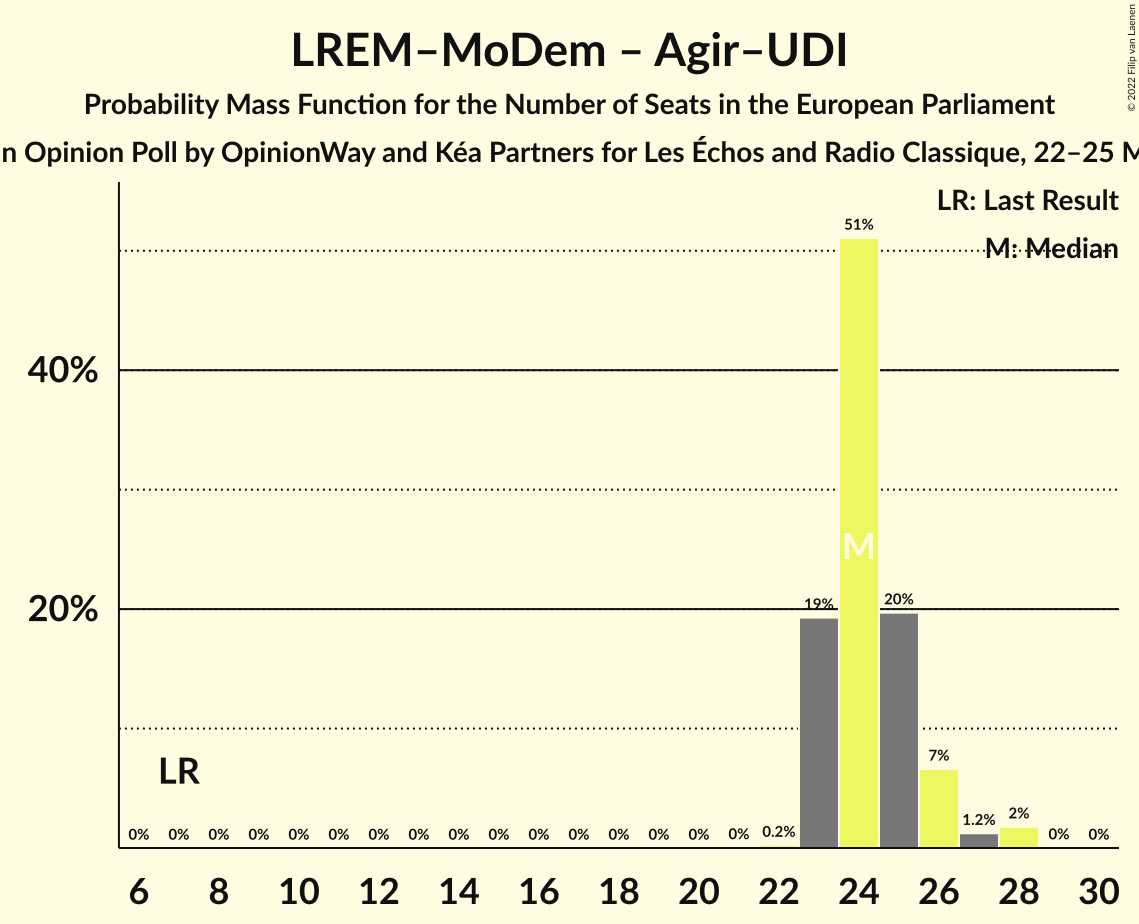 LREM–MoDem – Agir–UDI
Probability Mass Function for the Number of Seats in the European Parliament
n Opinion Poll by OpinionWay and Kéa Partners for Les Échos and Radio Classique, 22–25 M
© 2022 Filip van Laenen
LR: Last Result
M: Median
51%
40%
M
20%
19%
20%
LR
7%
0% 0% 0% 0% 0% 0% 0% 0% 0% 0% 0% 0% 0% 0% 0% 0% 0.2% 1.2% 2% 0% 0%
6 8 10 12 14 16 18 20 22 24 26 28 30